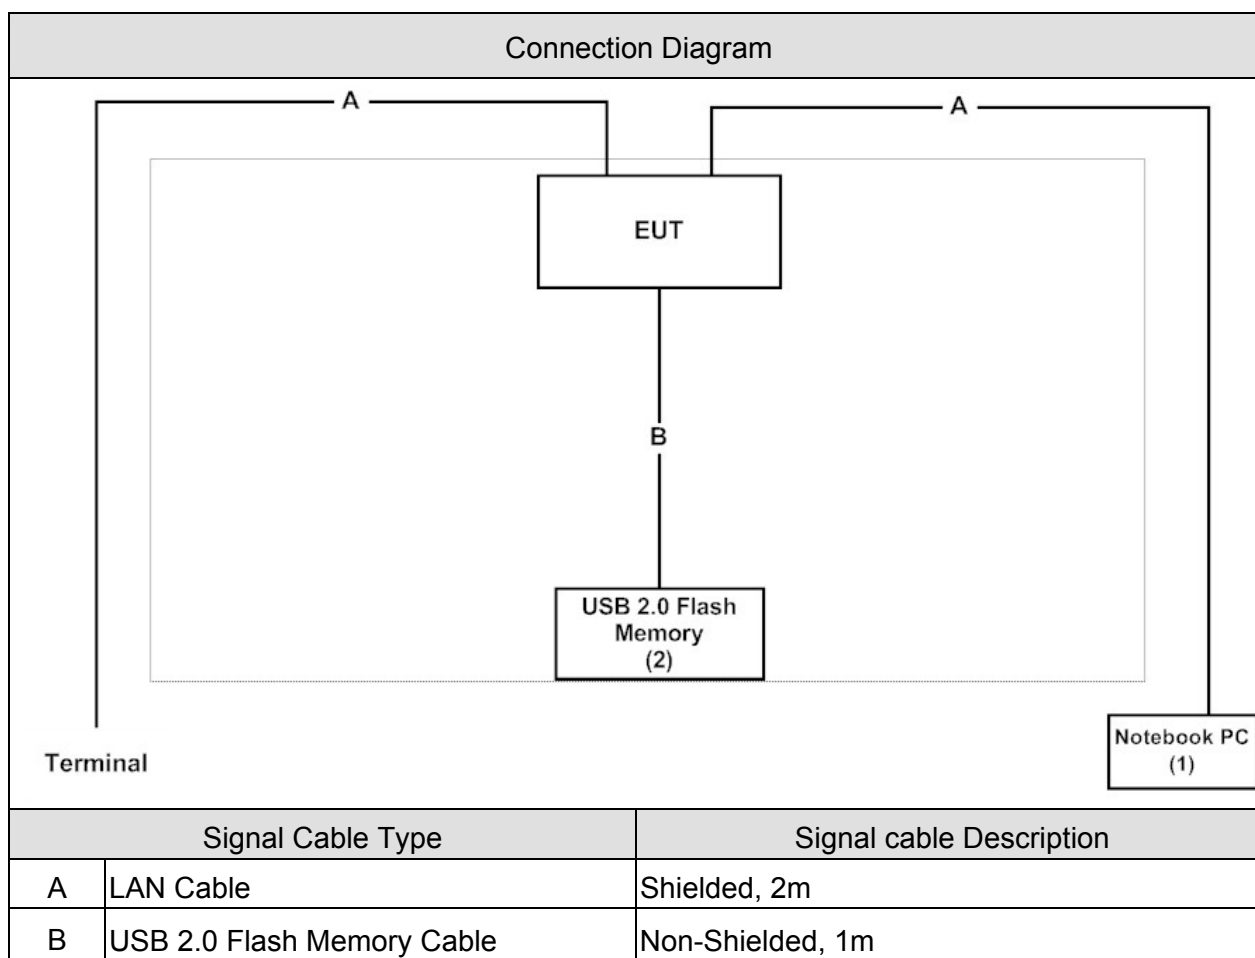 Connection Diagram
A
A
EUT
B
USB 2.0 Flash
Memory
(2)
Terminal
Notebook PC
(1)
Signal Cable Type Signal cable Description
A LAN Cable Shielded, 2m
B USB 2.0 Flash Memory Cable Non-Shielded, 1m